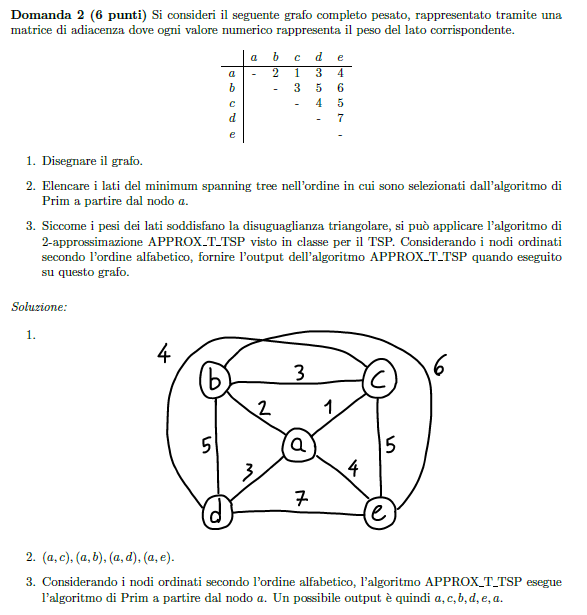 Domanda 2 (6 punti) Si consideri il seguente grafo completo pesato, rappresentato tramite una
matrice di adiacenza dove ogni valore numerico rappresenta il peso del lato corrispondente.
a b c d e
a - 2 1 3 4
b - 3 5 6
c - 4 5
d - 7
e -
1. Disegnare il grafo.
2. Elencare i lati del minimum spanning tree nell'ordine in cui sono selezionati dall'algoritmo di
Prim a partire dal nodo a.
3. Siccome i pesi dei lati soddisfano la disuguaglianza triangolare, si può applicare l'algoritmo di
2-approssimazione APPROX_T_TSP visto in classe per il TSP. Considerando i nodi ordinati
secondo l'ordine alfabetico, fornire l'output dell'algoritmo APPROX_T_TSP quando eseguito
su questo grafo.
Soluzione:
1.
4
6
b 3 c
2 1
5 a 5
3 4
d 7 e
2. (a, c), (a, b), (a, d), (a, e).
3. Considerando i nodi ordinati secondo l'ordine alfabetico, l'algoritmo APPROX_T_TSP esegue
l'algoritmo di Prim a partire dal nodo a. Un possibile output è quindi a, c, b, d, e, a.